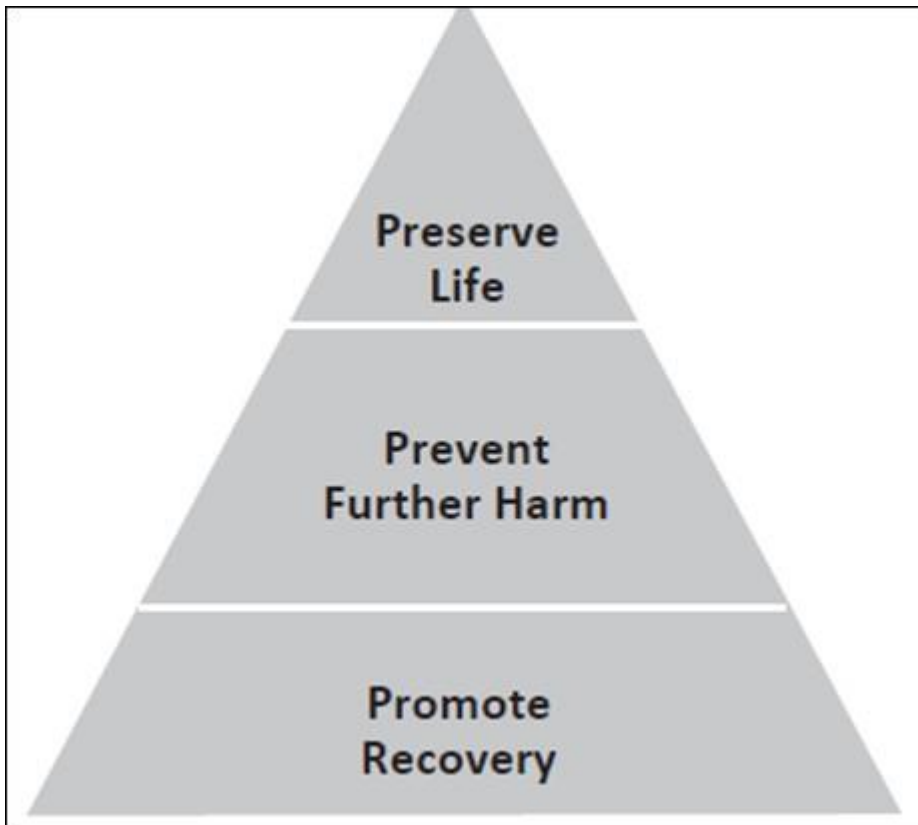 Preserve
Life
Prevent
Further Harm
Promote
Recovery